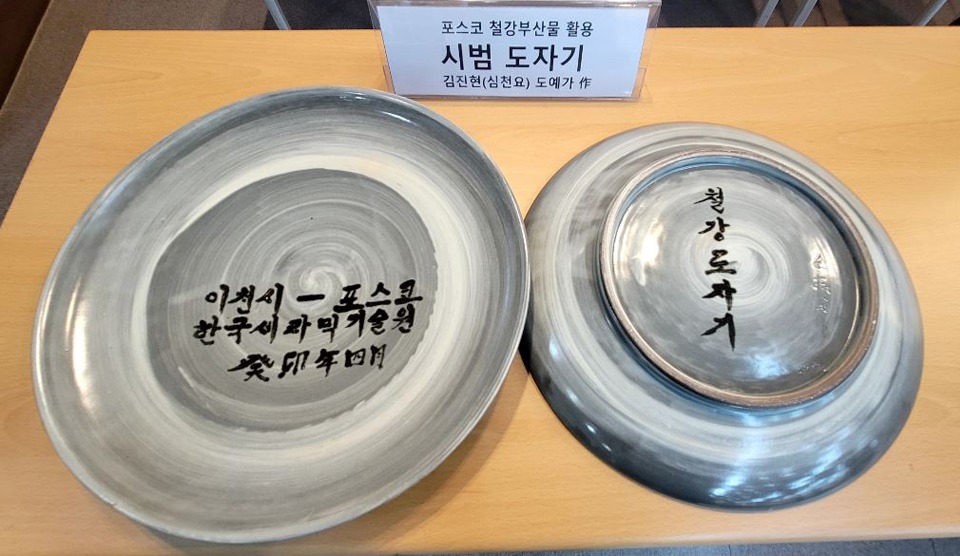 포스코 철강부산물 활용
시범 도자기
김진현(심천요) 도예가 作
이천시 — 포스코
한국세라믹기술원
癸卯年四月
철강도자기